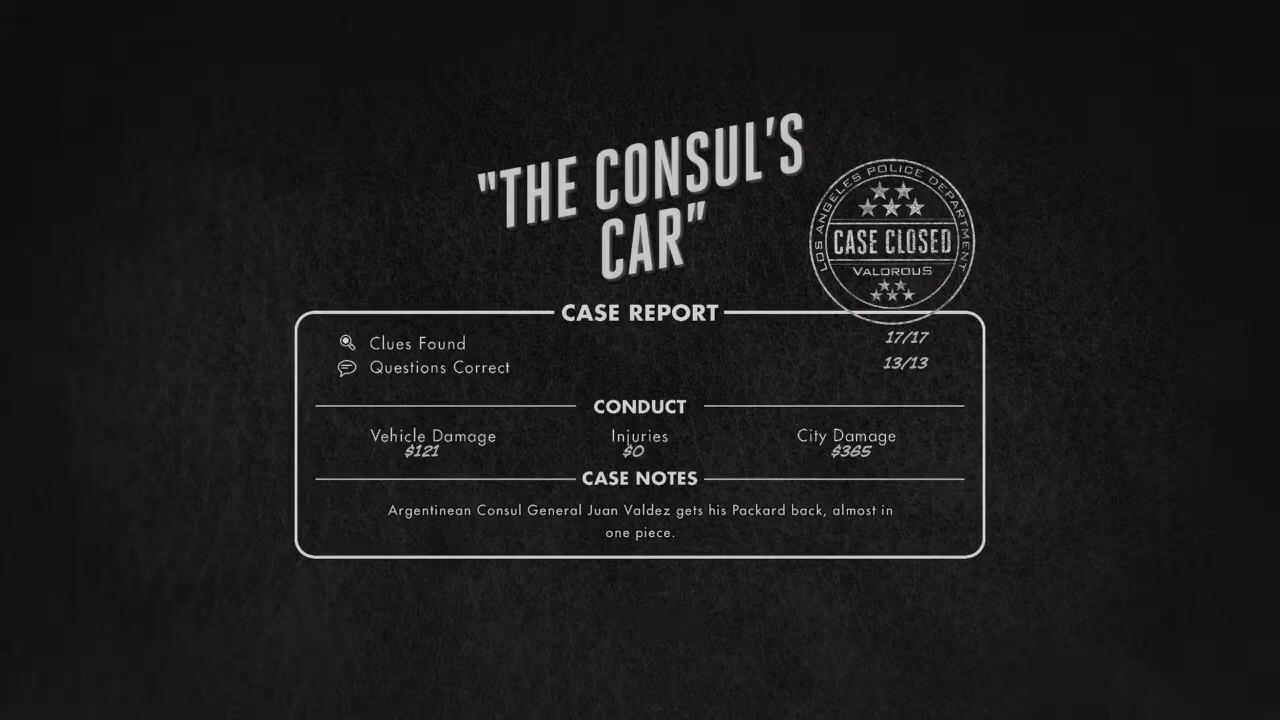 "THE CONSUL'S
CAR"
LOS ANGELES POLICE DEPARTMENT
CASE CLOSED
VALOROUS
CASE REPORT
Clues Found 17/17
Questions Correct 13/13
CONDUCT
Vehicle Damage Injuries City Damage
$121 $0 $365
CASE NOTES
Argentinean Consul General Juan Valdez gets his Packard back, almost in
one piece.